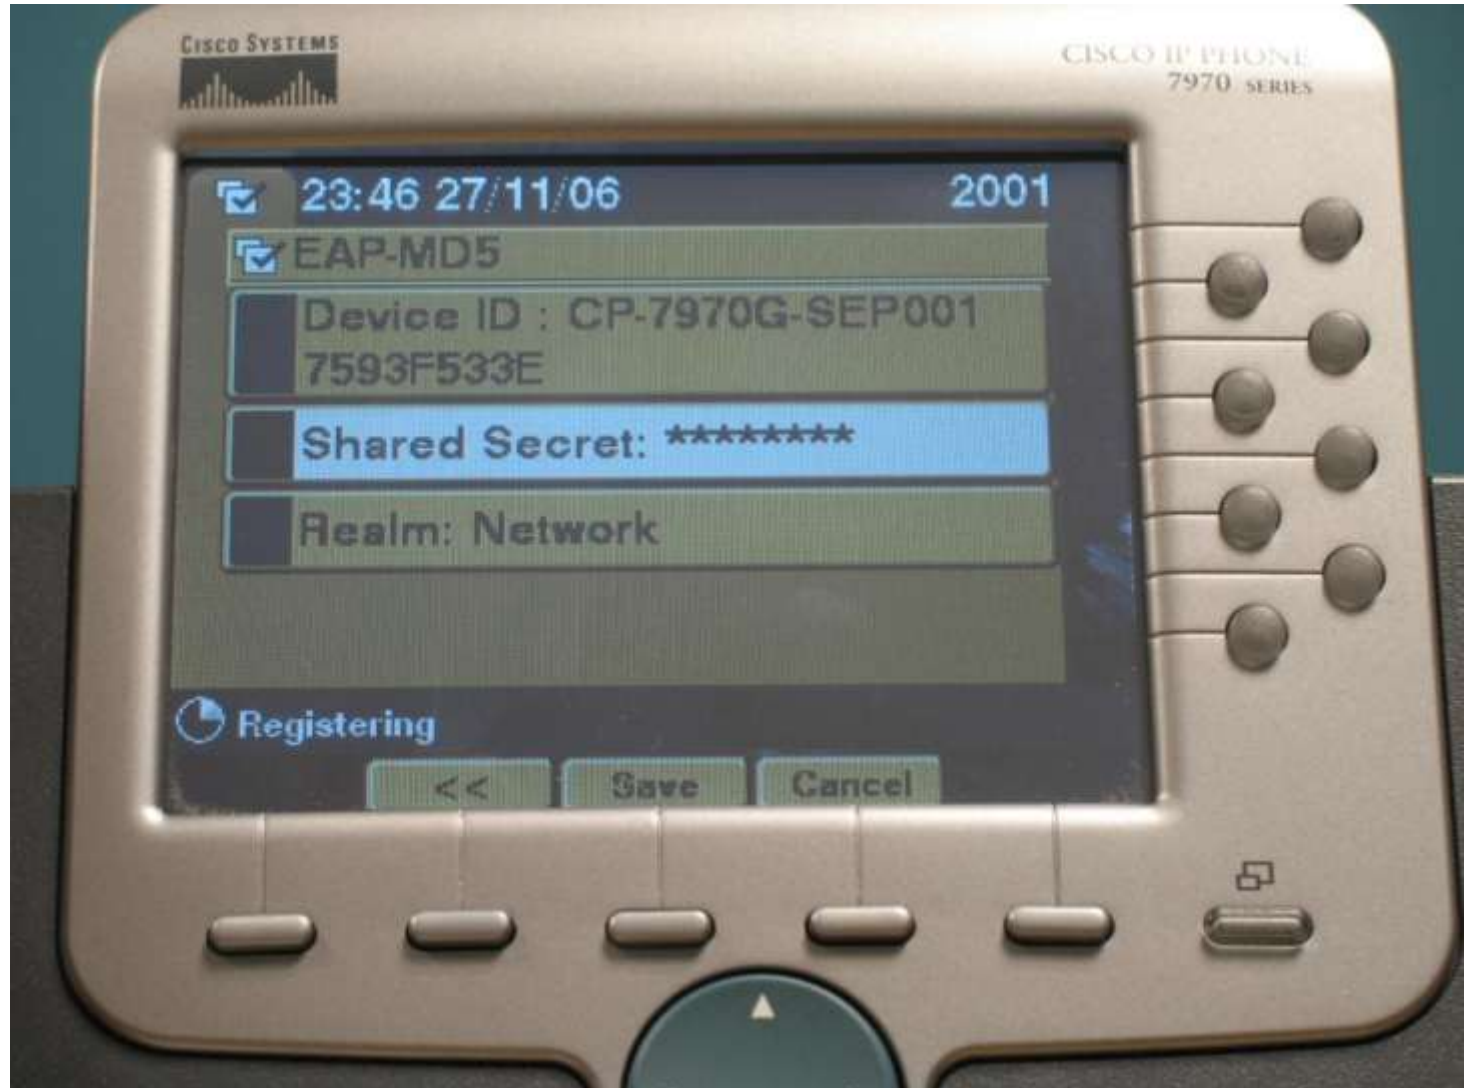 CISCO SYSTEMS
CISCO IP PHONE
7970 SERIES
23:46 27/11/06 2001
EAP-MD5
Device ID : CP-7970G-SEP001
7593F533E
Shared Secret: ********
Realm: Network
Registering
<< Save Cancel